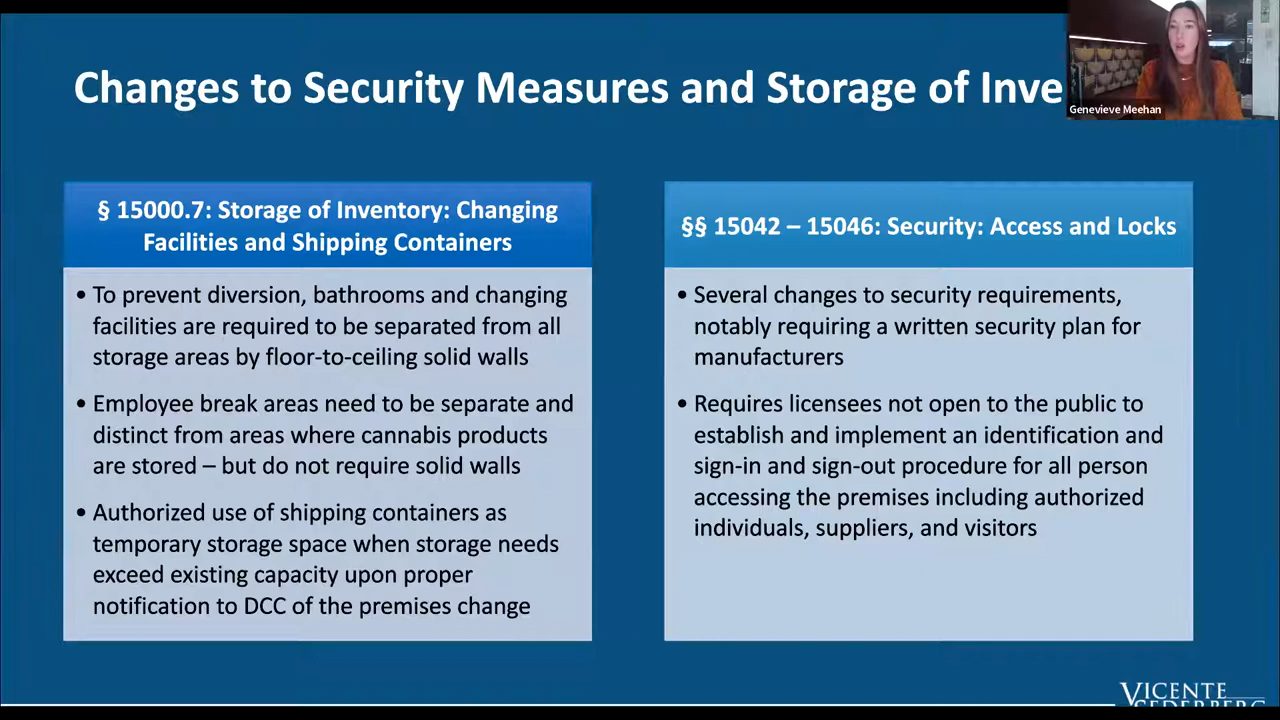 Changes to Security Measures and Storage of Inve
Genevieve Meehan
§ 15000.7: Storage of Inventory: Changing
Facilities and Shipping Containers
• To prevent diversion, bathrooms and changing
facilities are required to be separated from all
storage areas by floor-to-ceiling solid walls
• Employee break areas need to be separate and
distinct from areas where cannabis products
are stored – but do not require solid walls
• Authorized use of shipping containers as
temporary storage space when storage needs
exceed existing capacity upon proper
notification to DCC of the premises change
§§ 15042 – 15046: Security: Access and Locks
• Several changes to security requirements,
notably requiring a written security plan for
manufacturers
• Requires licensees not open to the public to
establish and implement an identification and
sign-in and sign-out procedure for all person
accessing the premises including authorized
individuals, suppliers, and visitors
VICENTE
SEDERBERG